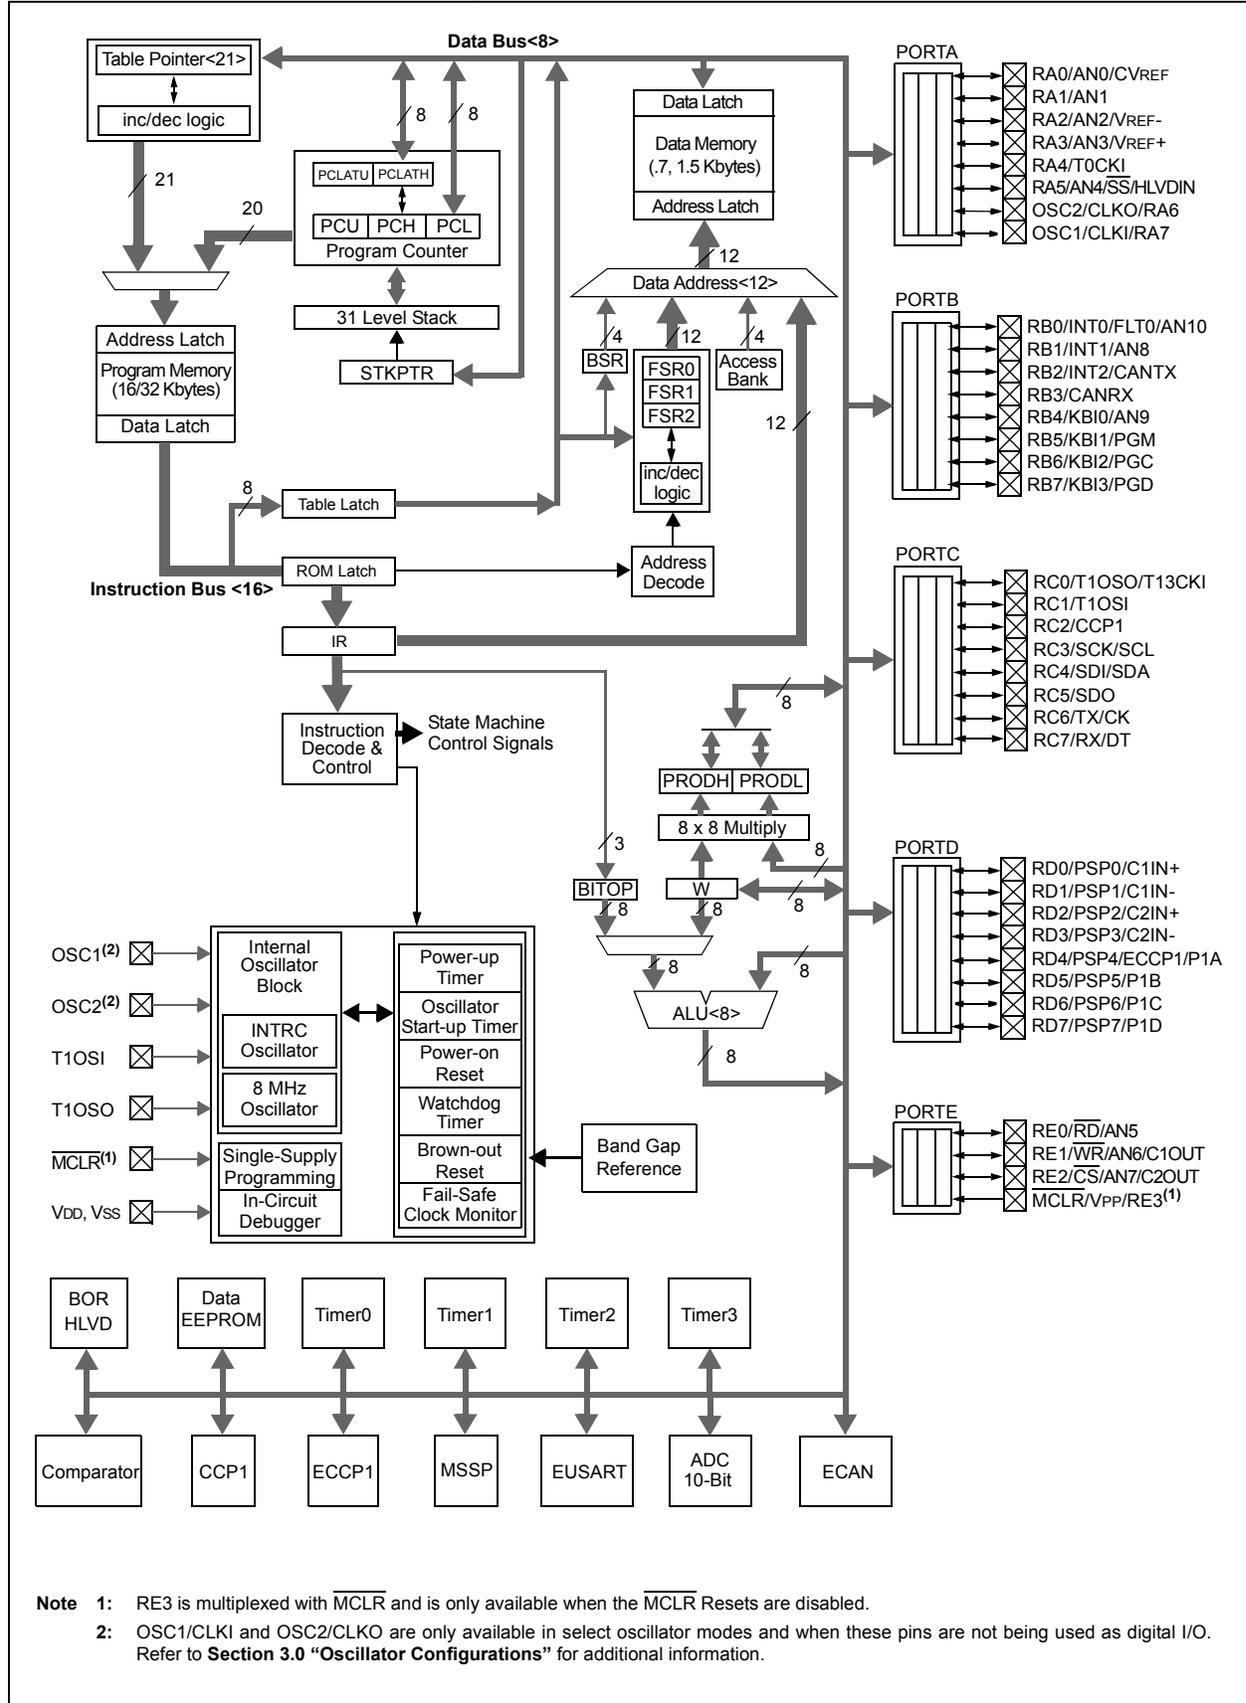 Data Bus<8>
Table Pointer<21>
inc/dec logic
21
20
8
8
PCLATU PCLATH
PCU PCH PCL
Program Counter
31 Level Stack
STKPTR
Address Latch
Program Memory
(16/32 Kbytes)
Data Latch
8
Table Latch
ROM Latch
Instruction Bus <16>
IR
Data Latch
Data Memory
(.7, 1.5 Kbytes)
Address Latch
12
Data Address<12>
4
12
4
BSR
FSR0
FSR1
FSR2
inc/dec
logic
Access
Bank
12
Address
Decode
Instruction
Decode &
Control
State Machine
Control Signals
8
PRODH PRODL
8 x 8 Multiply
3
8
BITOP
W
8
8
8
8
8
ALU<8>
8
PORTA
RA0/AN0/CVREF
RA1/AN1
RA2/AN2/VREF-
RA3/AN3/VREF+
RA4/T0CKI
RA5/AN4/SS/HLVDIN
OSC2/CLKO/RA6
OSC1/CLKI/RA7
PORTB
RB0/INT0/FLT0/AN10
RB1/INT1/AN8
RB2/INT2/CANTX
RB3/CANRX
RB4/KBI0/AN9
RB5/KBI1/PGM
RB6/KBI2/PGC
RB7/KBI3/PGD
PORTC
RC0/T1OSO/T13CKI
RC1/T1OSI
RC2/CCP1
RC3/SCK/SCL
RC4/SDI/SDA
RC5/SDO
RC6/TX/CK
RC7/RX/DT
PORTD
RD0/PSP0/C1IN+
RD1/PSP1/C1IN-
RD2/PSP2/C2IN+
RD3/PSP3/C2IN-
RD4/PSP4/ECCP1/P1A
RD5/PSP5/P1B
RD6/PSP6/P1C
RD7/PSP7/P1D
PORTE
RE0/RD/AN5
RE1/WR/AN6/C1OUT
RE2/CS/AN7/C2OUT
MCLR/VPP/RE3(1)
OSC1(2)
OSC2(2)
T1OSI
T1OSO
MCLR(1)
VDD, VSS
Internal
Oscillator
Block
INTRC
Oscillator
8 MHz
Oscillator
Single-Supply
Programming
In-Circuit
Debugger
Power-up
Timer
Oscillator
Start-up Timer
Power-on
Reset
Watchdog
Timer
Brown-out
Reset
Fail-Safe
Clock Monitor
Band Gap
Reference
BOR
HLVD
Data
EEPROM
Timer0
Timer1
Timer2
Timer3
Comparator
CCP1
ECCP1
MSSP
EUSART
ADC
10-Bit
ECAN
Note 1: RE3 is multiplexed with MCLR and is only available when the MCLR Resets are disabled.
2: OSC1/CLKI and OSC2/CLKO are only available in select oscillator modes and when these pins are not being used as digital I/O.
Refer to Section 3.0 “Oscillator Configurations” for additional information.